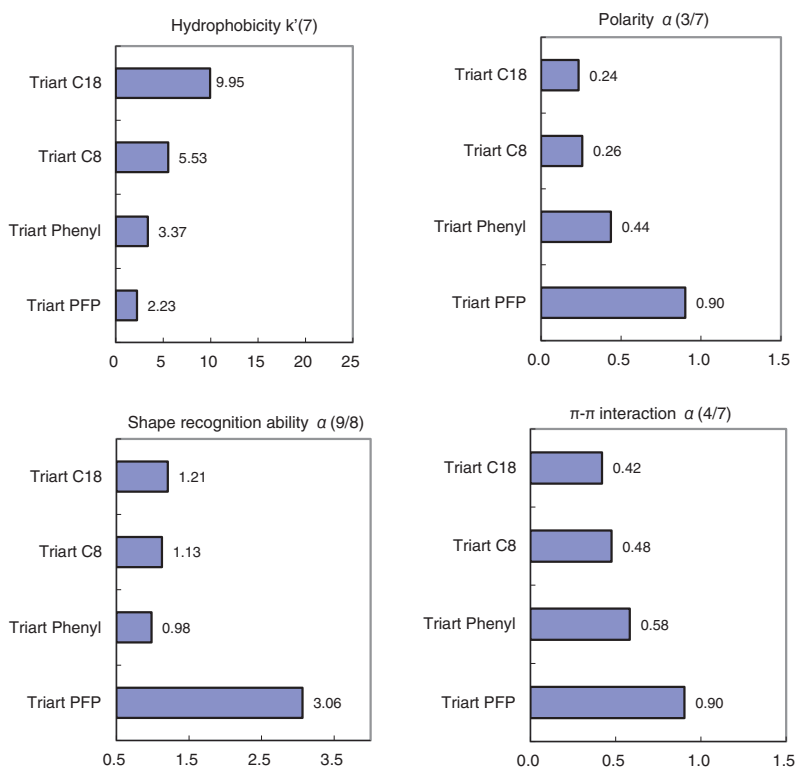 Hydrophobicity k'(7)
Triart C18
9.95
Triart C8
5.53
Triart Phenyl
3.37
Triart PFP
2.23
0 5 10 15 20 25
Polarity α (3/7)
Triart C18
0.24
Triart C8
0.26
Triart Phenyl
0.44
Triart PFP
0.90
0.0 0.5 1.0 1.5
Shape recognition ability α (9/8)
Triart C18
1.21
Triart C8
1.13
Triart Phenyl
0.98
Triart PFP
3.06
0.5 1.5 2.5 3.5
π-π interaction α (4/7)
Triart C18
0.42
Triart C8
0.48
Triart Phenyl
0.58
Triart PFP
0.90
0.0 0.5 1.0 1.5